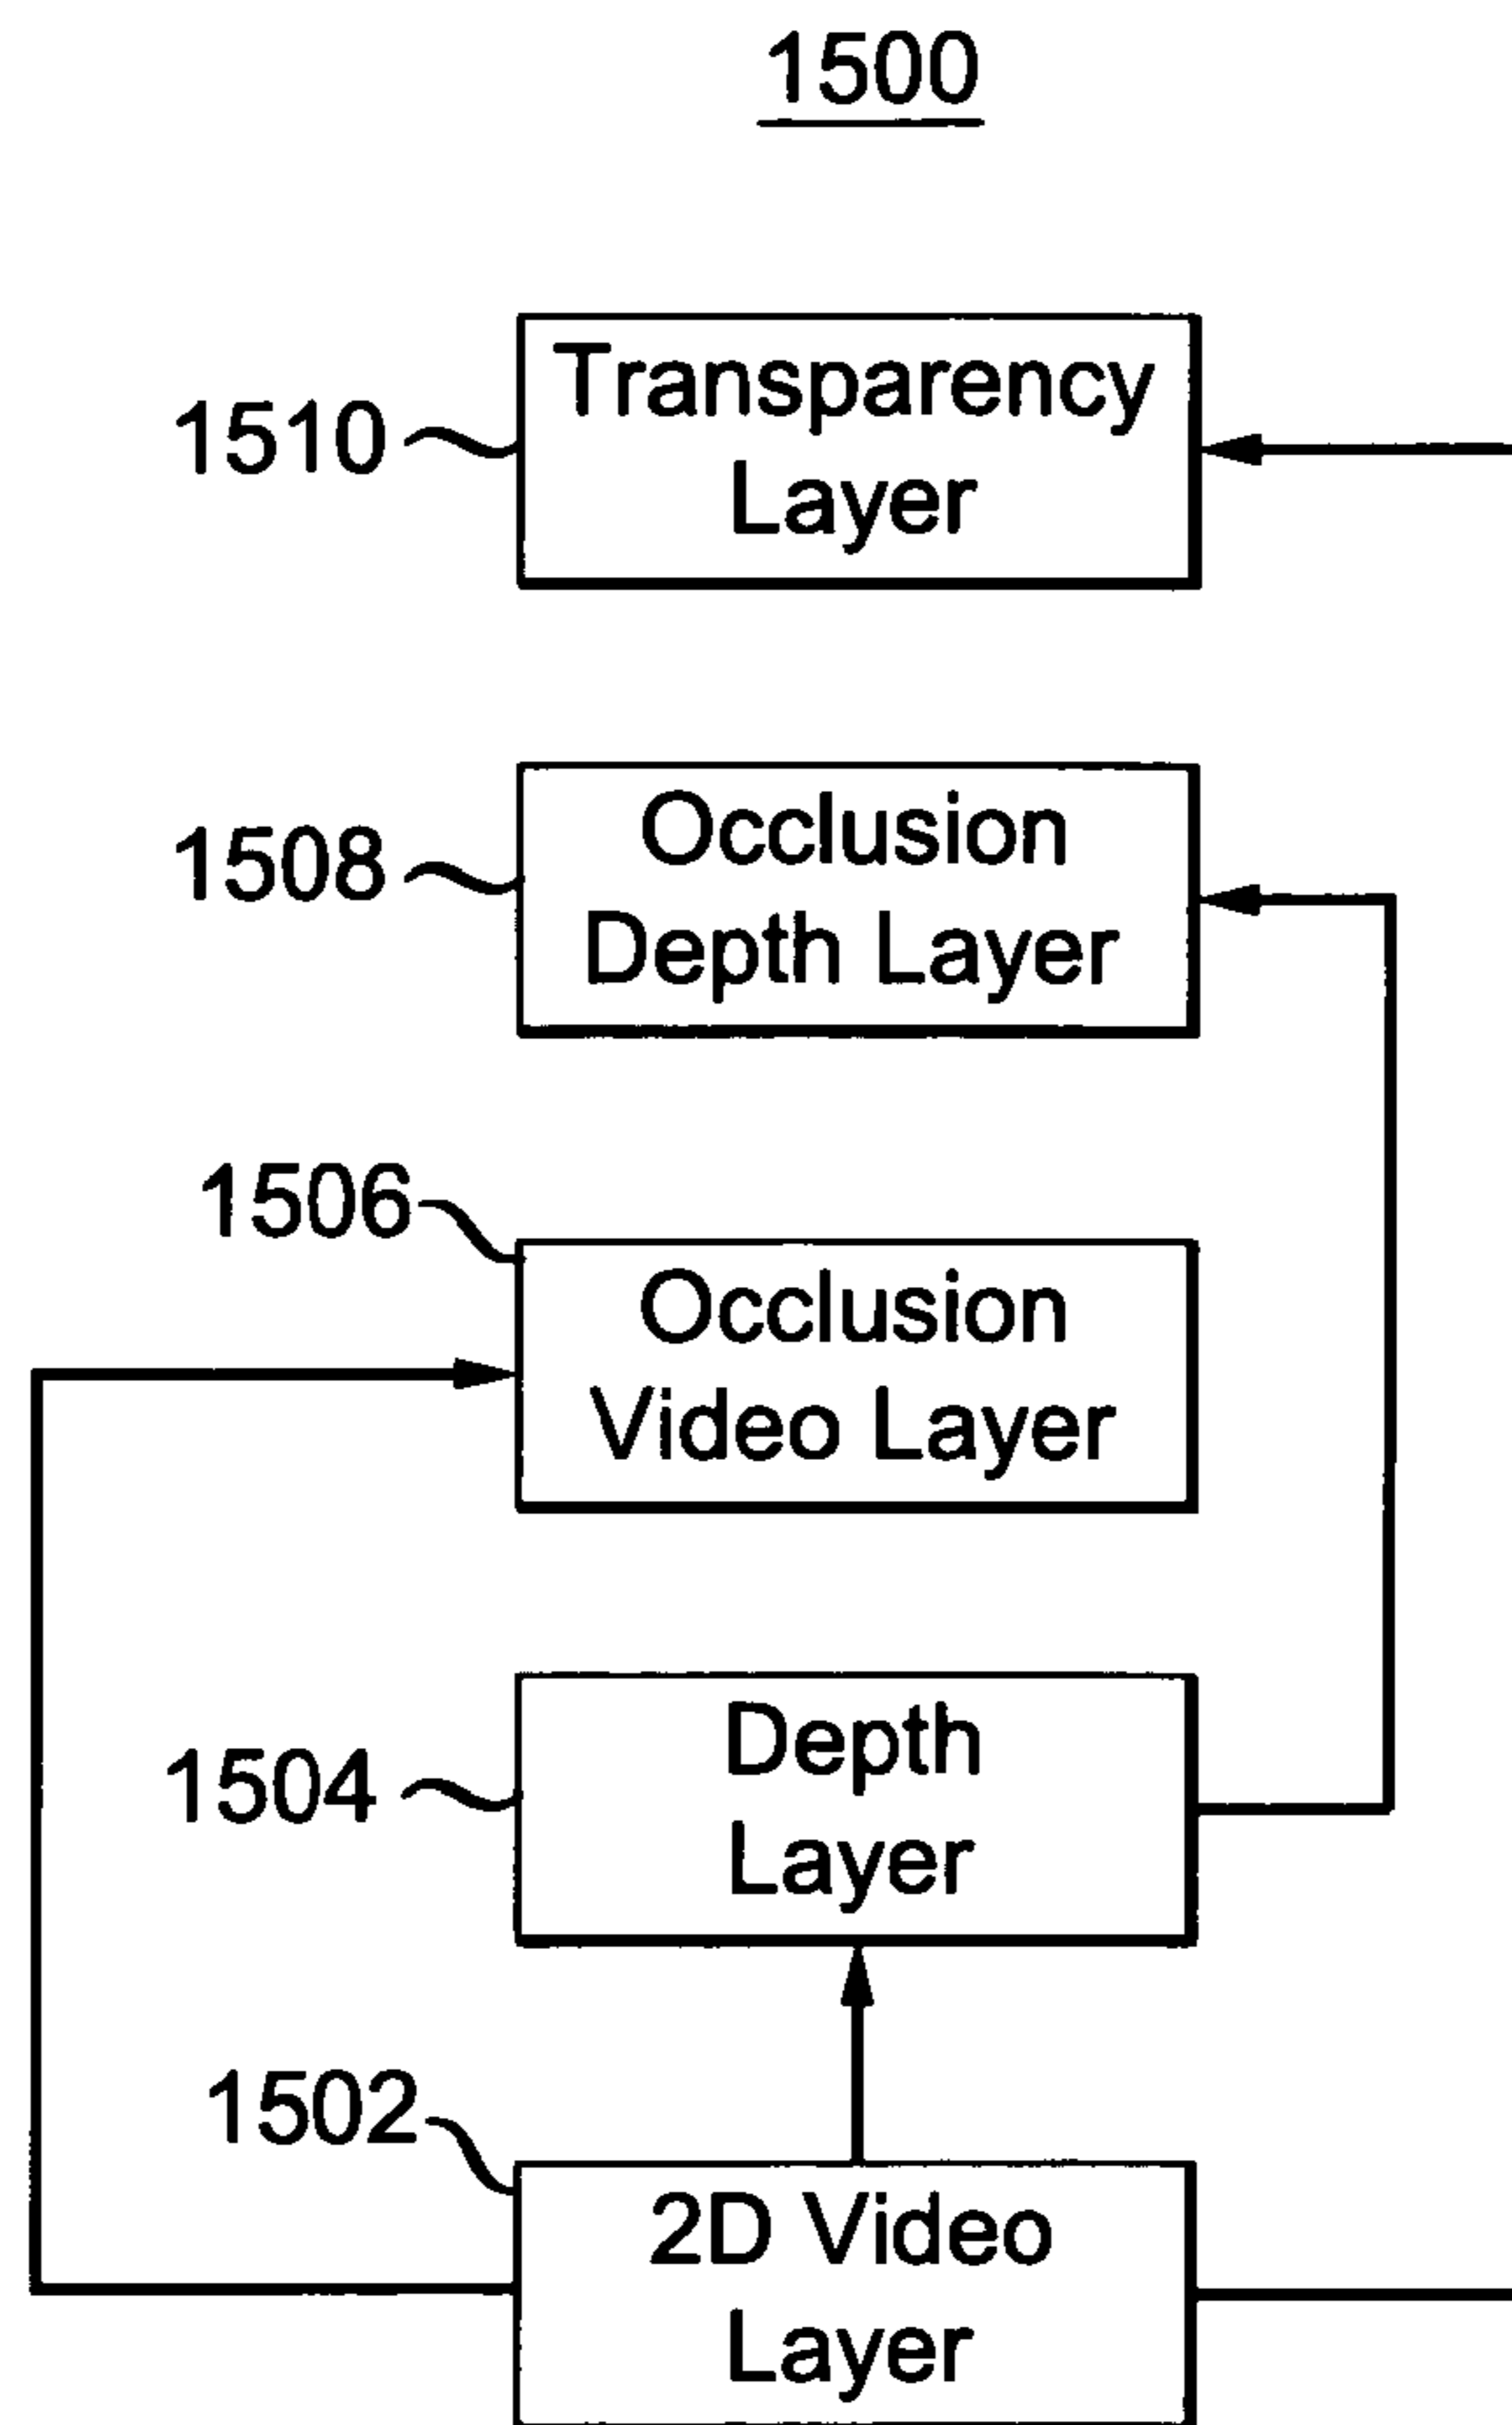 1500
Transparency
Layer
1510
Occlusion
Depth Layer
1508
1506
Occlusion
Video Layer
1504
Depth
Layer
1502
2D Video
Layer